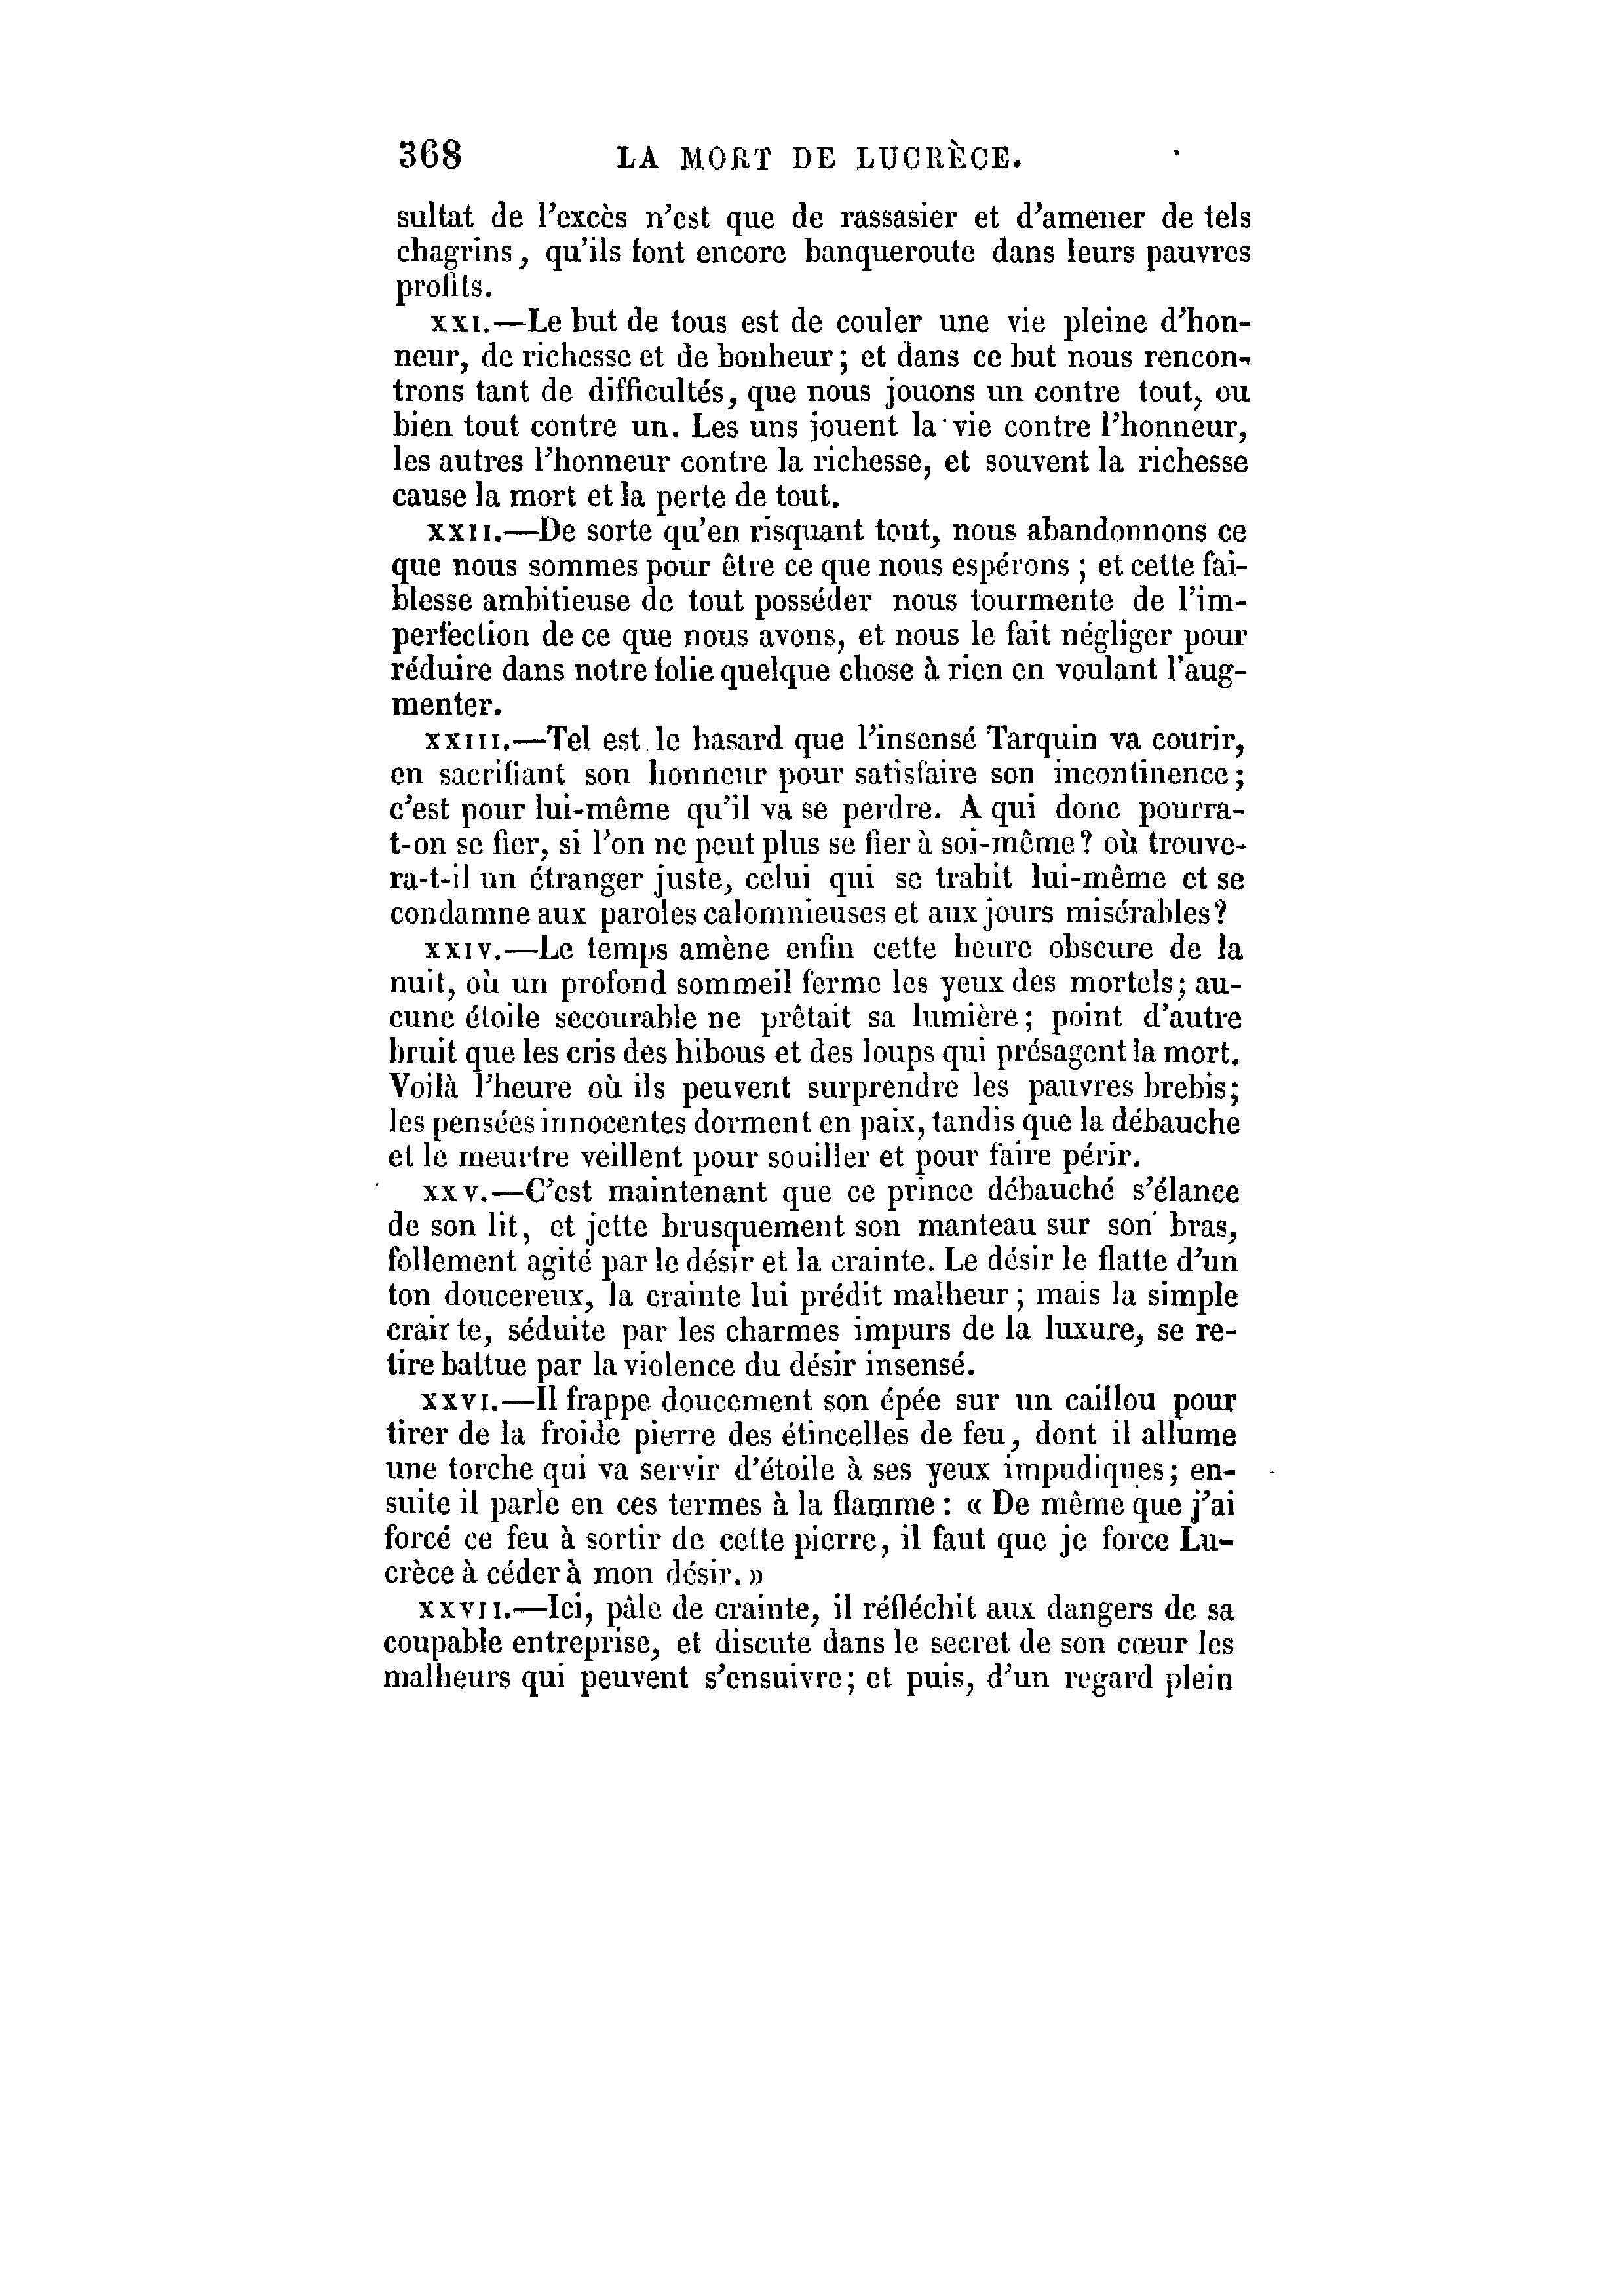 368 LA MORT DE LUCRÈCE.
sultat de l'excès n'est que de rassasier et d'amener de tels
chagrins, qu'ils font encore banqueroute dans leurs pauvres
profits.
XXI.—Le but de tous est de couler une vie pleine d'hon-
neur, de richesse et de bonheur; et dans ce but nous rencon-
trons tant de difficultés, que nous jouons un contre tout, ou
bien tout contre un. Les uns jouent la vie contre l'honneur,
les autres l'honneur contre la richesse, et souvent la richesse
cause la mort et la perte de tout.
XXII.—De sorte qu'en risquant tout, nous abandonnons ce
que nous sommes pour être ce que nous espérons; et cette fai-
blesse ambitieuse de tout posséder nous tourmente de l'im-
perfection de ce que nous avons, et nous le fait négliger pour
réduire dans notre folie quelque chose à rien en voulant l'aug-
menter.
XXIII.—Tel est le hasard que l'insensé Tarquin va courir,
en sacrifiant son honneur pour satisfaire son incontinence;
c'est pour lui-même qu'il va se perdre. A qui donc pourra-
t-on se fier, si l'on ne peut plus se fier à soi-même? où trouve-
ra-t-il un étranger juste, celui qui se trahit lui-même et se
condamne aux paroles calomnieuses et aux jours misérables?
XXIV.—Le temps amène enfin cette heure obscure de la
nuit, où un profond sommeil ferme les yeux des mortels; au-
cune étoile secourable ne prêtait sa lumière; point d'autre
bruit que les cris des hibous et des loups qui présagent la mort.
Voilà l'heure où ils peuvent surprendre les pauvres brebis;
les pensées innocentes dorment en paix, tandis que la débauche
et le meurtre veillent pour souiller et pour faire périr.
XXV.—C'est maintenant que ce prince débauché s'élance
de son lit, et jette brusquement son manteau sur son bras,
follement agité par le désir et la crainte. Le désir le flatte d'un
ton doucereux, la crainte lui prédit malheur; mais la simple
crainte, séduite par les charmes impurs de la luxure, se re-
tire battue par la violence du désir insensé.
XXVI.—Il frappe doucement son épée sur un caillou pour
tirer de la froide pierre des étincelles de feu, dont il allume
une torche qui va servir d'étoile à ses yeux impudiques; en-
suite il parle en ces termes à la flamme : « De même que j'ai
forcé ce feu à sortir de cette pierre, il faut que je force Lu-
crèce à céder à mon désir. »
XXVII.—Ici, pâle de crainte, il réfléchit aux dangers de sa
coupable entreprise, et discute dans le secret de son cœur les
malheurs qui peuvent s'ensuivre; et puis, d'un regard plein